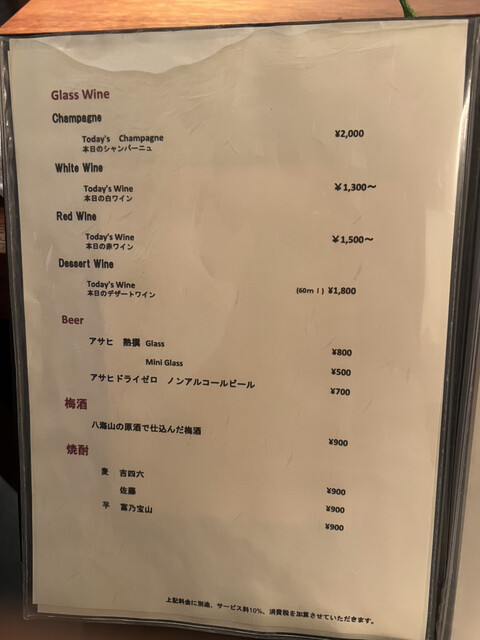 Glass Wine
Champagne
Today's Champagne ¥2,000
本日のシャンパーニュ
White Wine
Today's Wine ¥1,300～
本日の白ワイン
Red Wine
Today's Wine ¥1,500～
本日の赤ワイン
Dessert Wine
Today's Wine (60ml) ¥1,800
本日のデザートワイン
Beer
アサヒ 熟撰 Glass ¥800
Mini Glass ¥500
アサヒドライゼロ ノンアルコールビール ¥700
梅酒
八海山の原酒で仕込んだ梅酒 ¥900
焼酎
麦 吉四六 ¥900
佐藤 ¥900
芋 富乃宝山 ¥900
上記料金に別途、サービス料10%、消費税を加算させていただきます。